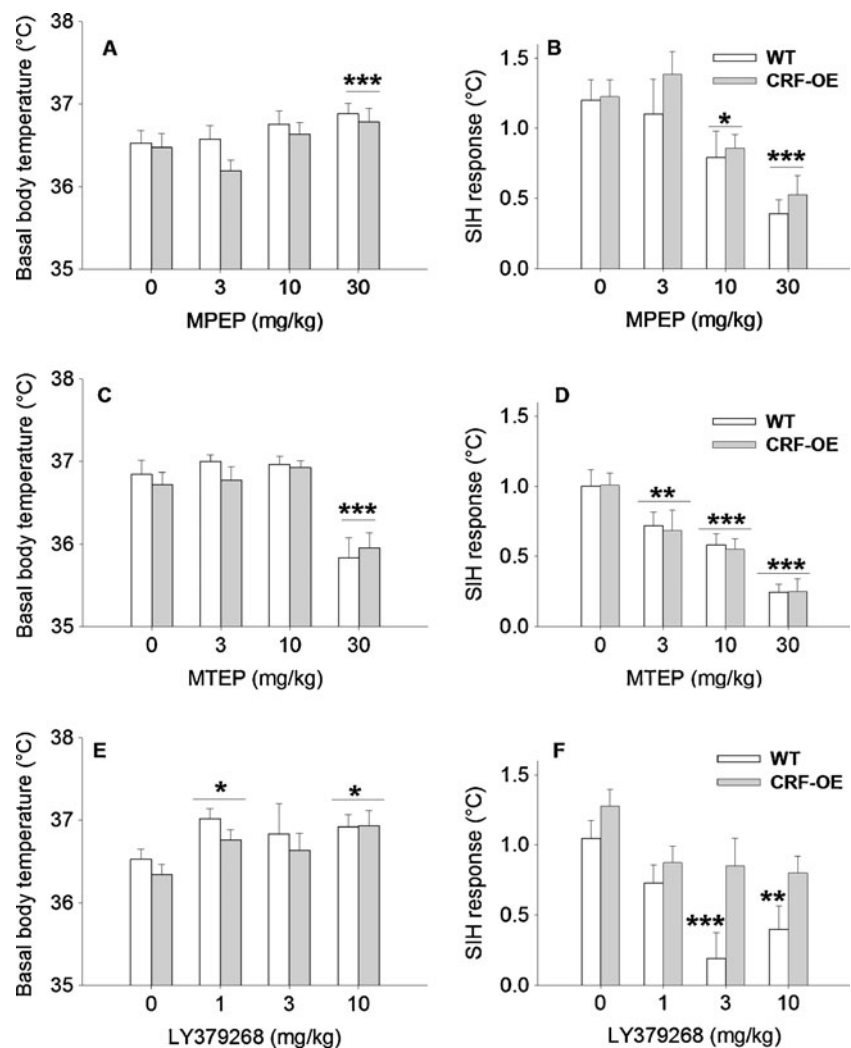 A
Basal body temperature (°C)
38
37
36
35
***
0 3 10 30
MPEP (mg/kg)
B
SIH response (°C)
1.5
1.0
0.5
0.0
WT
CRF-OE
*
***
0 3 10 30
MPEP (mg/kg)
C
Basal body temperature (°C)
38
37
36
35
***
0 3 10 30
MTEP (mg/kg)
D
SIH response (°C)
1.5
1.0
0.5
0.0
WT
CRF-OE
**
***
***
0 3 10 30
MTEP (mg/kg)
E
Basal body temperature (°C)
38
37
36
35
*
*
0 1 3 10
LY379268 (mg/kg)
F
SIH response (°C)
1.5
1.0
0.5
0.0
WT
CRF-OE
***
**
0 1 3 10
LY379268 (mg/kg)